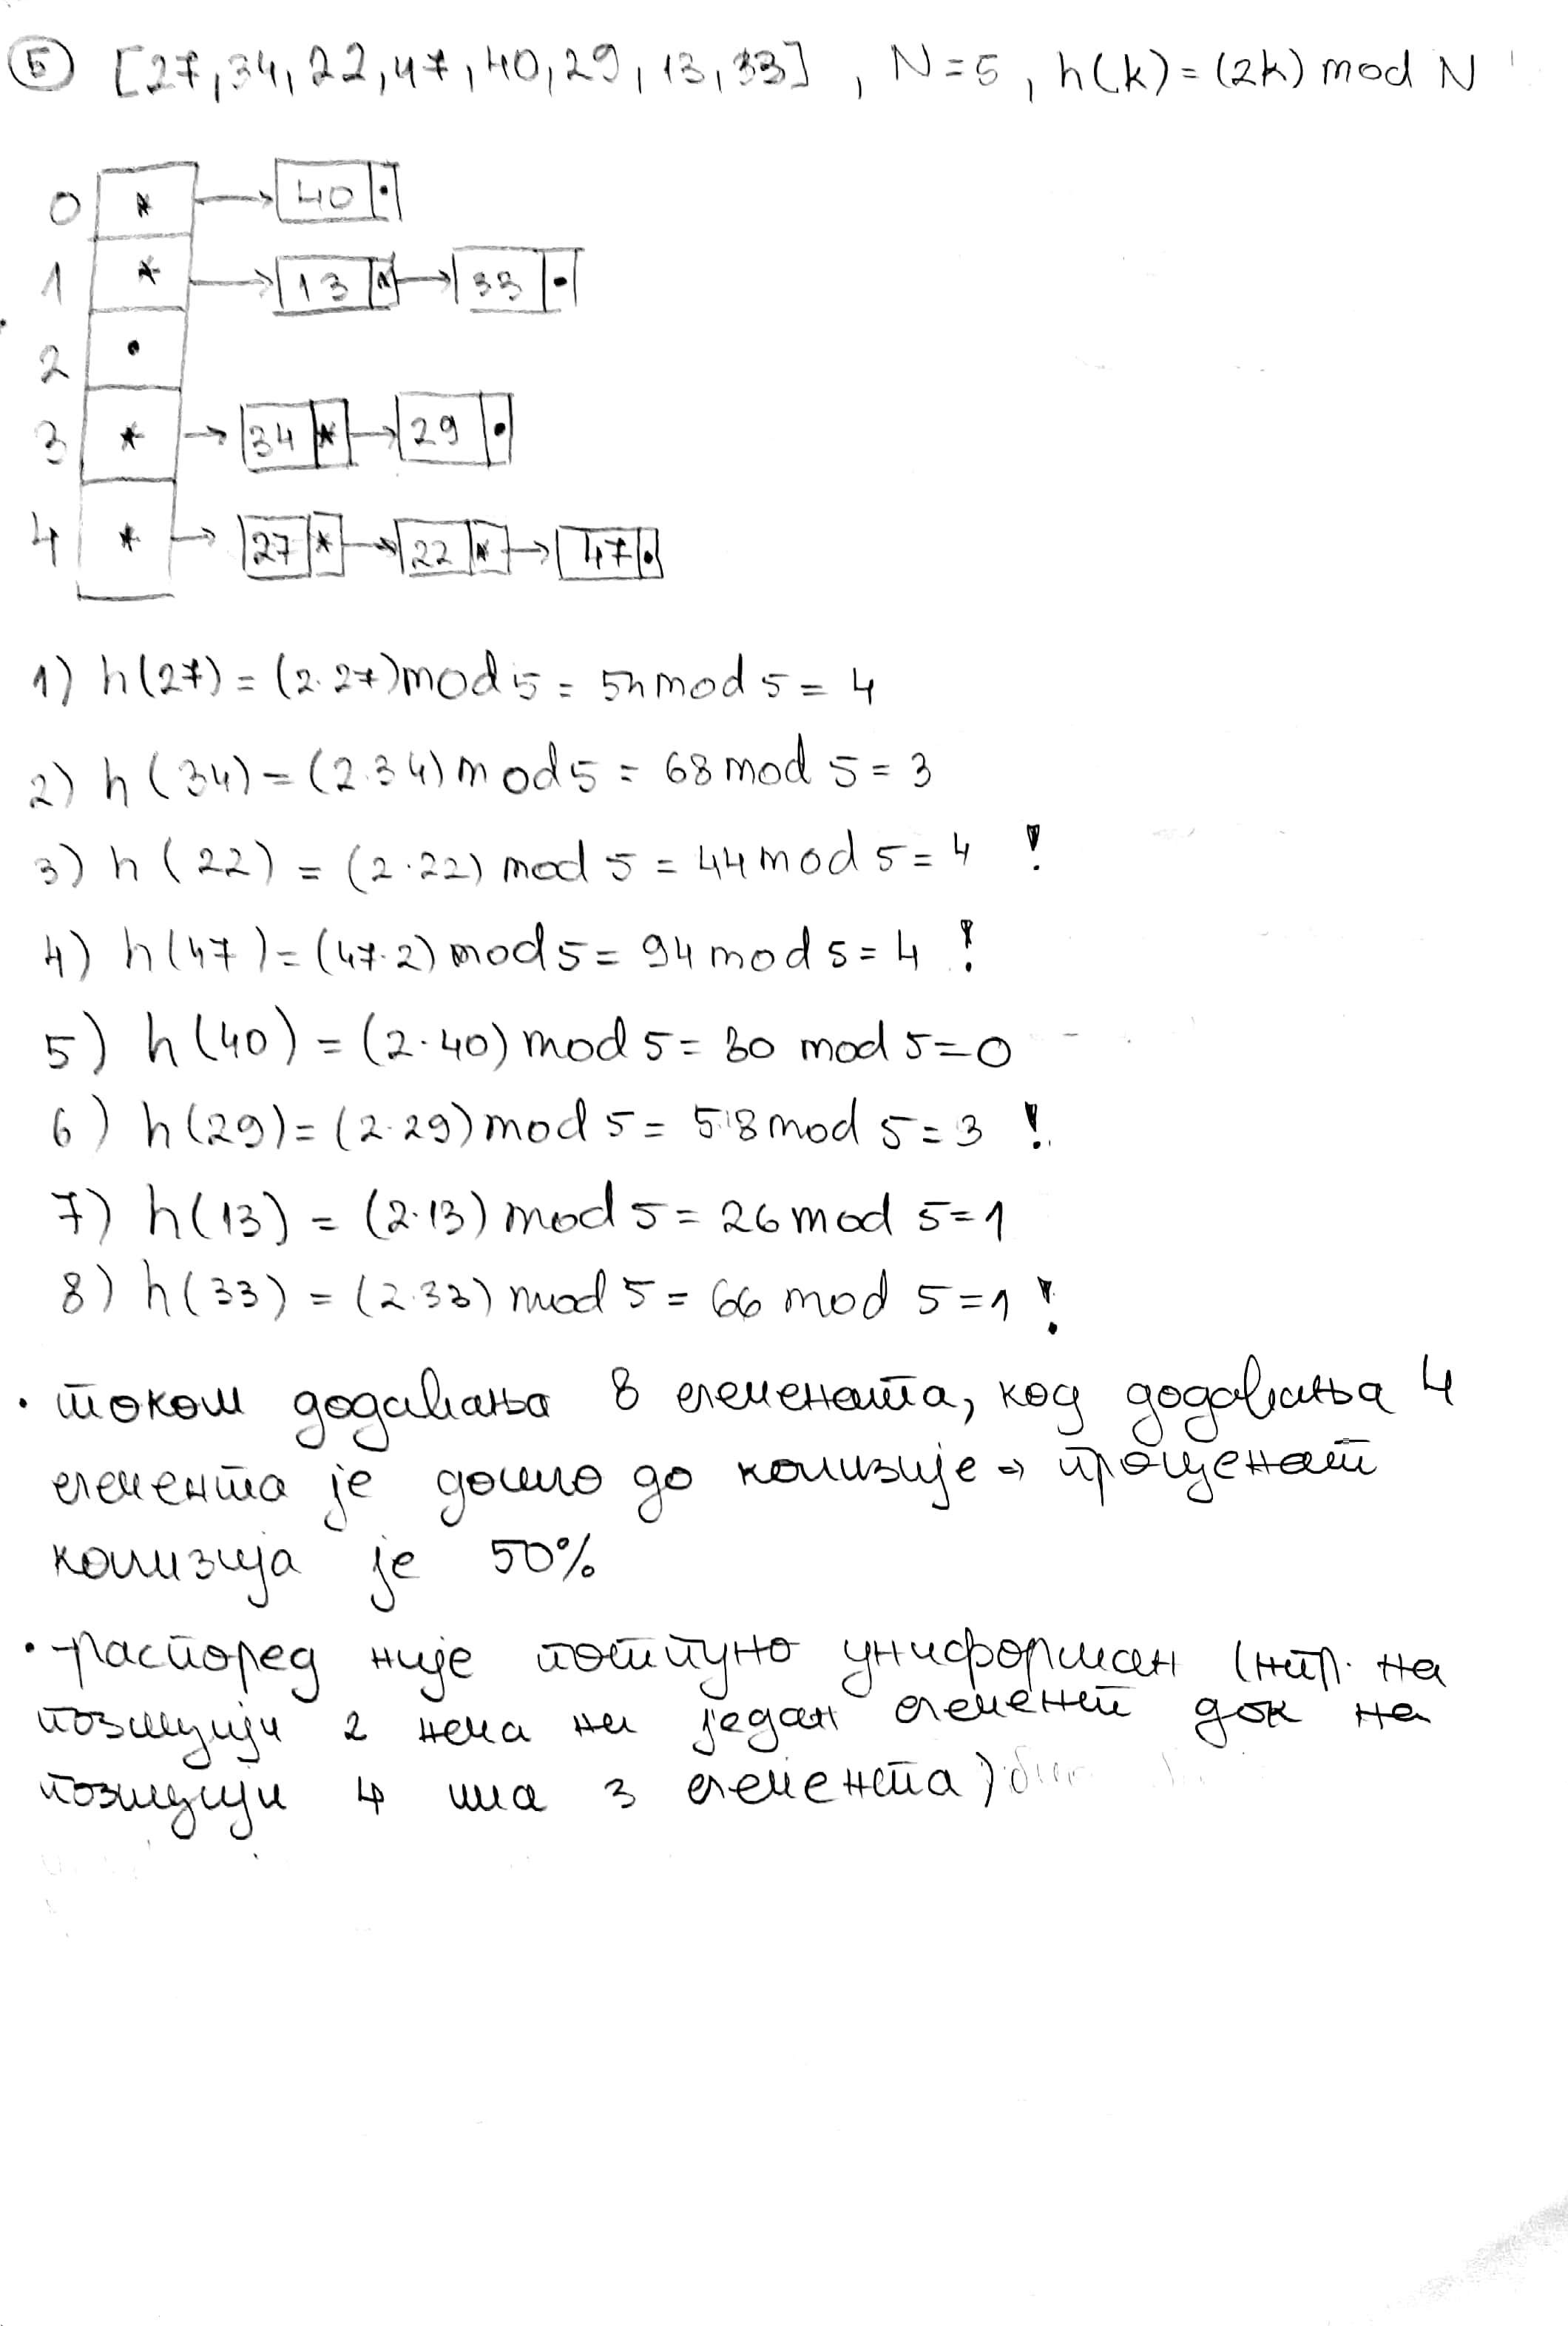 5 [27, 34, 22, 47, 40, 29, 13, 33] , N=5 , h(k) = (2k) mod N
0 * → 40 •
1 * → 13 * → 33 •
2 •
3 * → 34 * → 29 •
4 * → 27 * → 22 * → 47 •
1) h(27) = (2·27) mod 5 = 54 mod 5 = 4
2) h(34) = (2·34) mod 5 = 68 mod 5 = 3
3) h(22) = (2·22) mod 5 = 44 mod 5 = 4 !
4) h(47) = (47·2) mod 5 = 94 mod 5 = 4 !
5) h(40) = (2·40) mod 5 = 80 mod 5 = 0
6) h(29) = (2·29) mod 5 = 58 mod 5 = 3 !
7) h(13) = (2·13) mod 5 = 26 mod 5 = 1
8) h(33) = (2·33) mod 5 = 66 mod 5 = 1 !
• током додавања 8 елемената, код додавања 4
елемента је дошло до колизије ⇒ проценат
колизија је 50%
• распоред није потпуно униформан (нпр. на
позицији 2 нема ни један елемент док на
позицији 4 има 3 елемента)